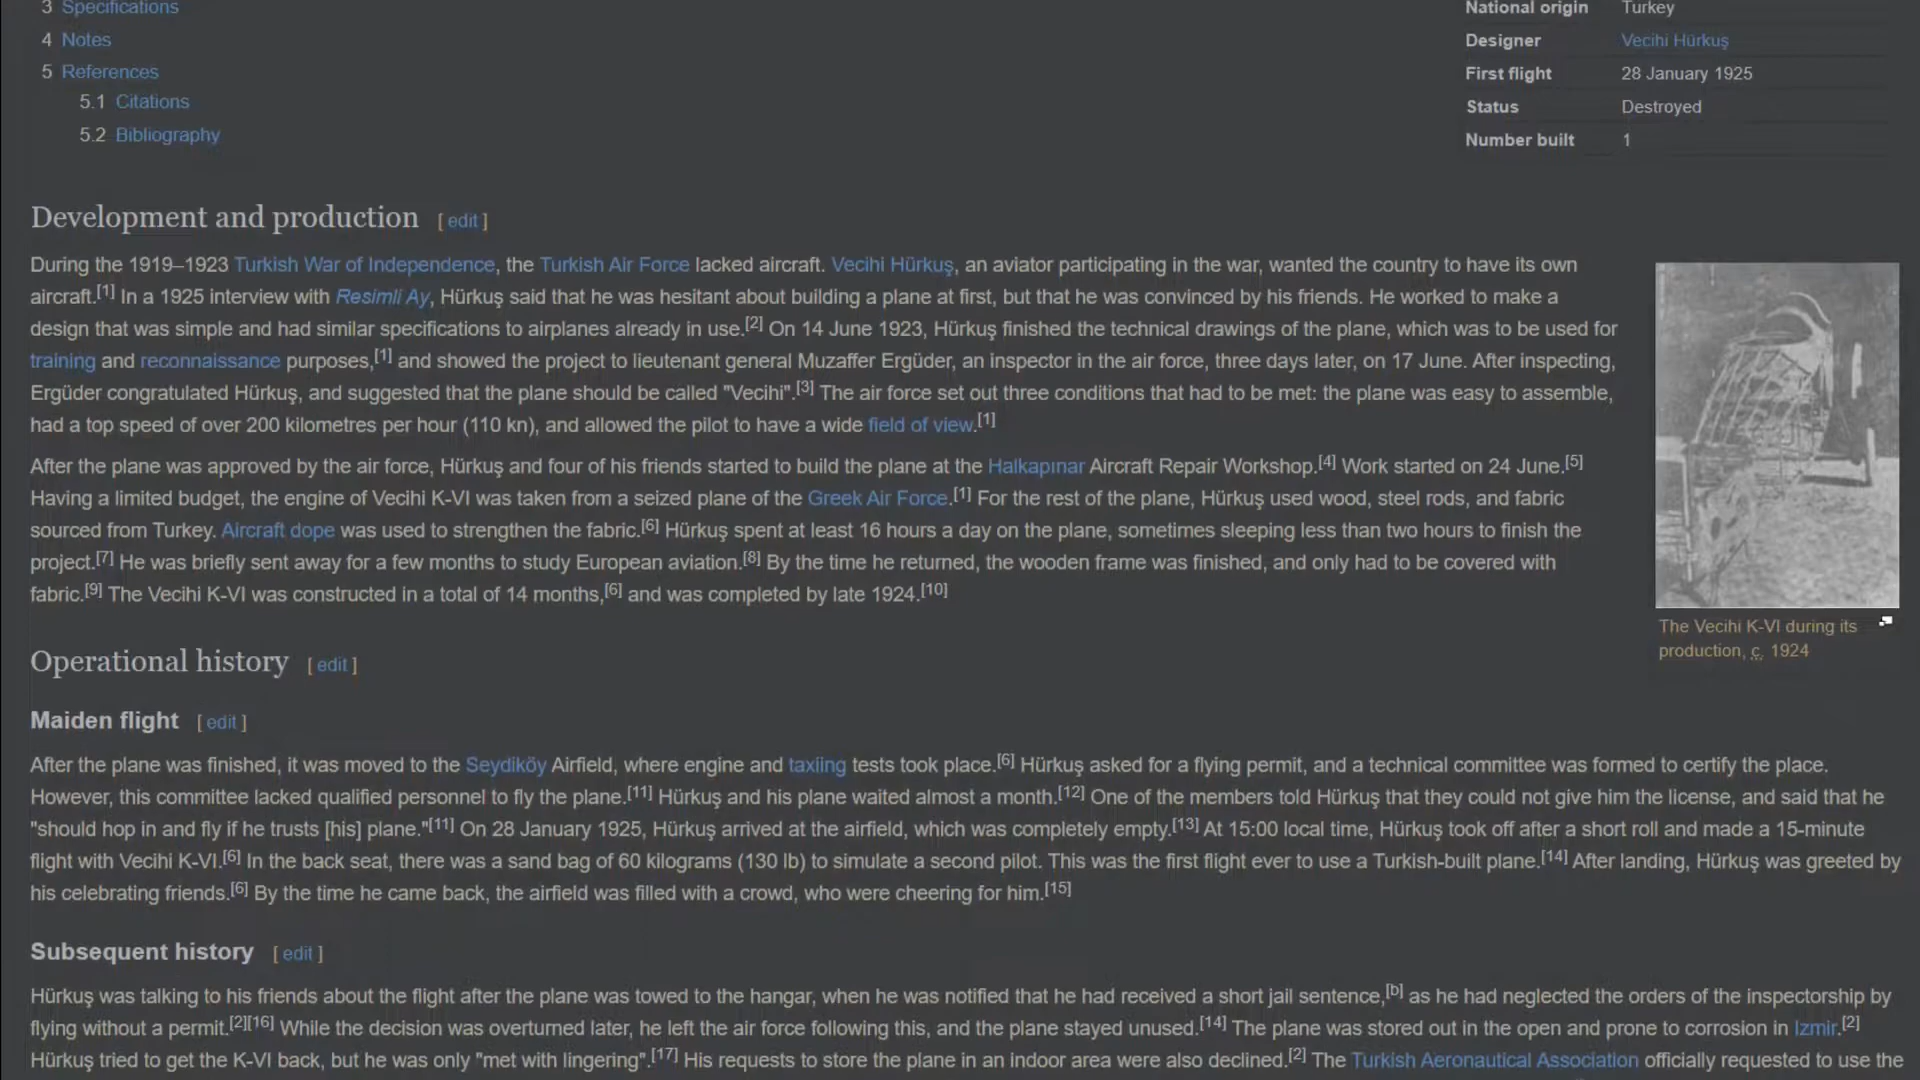 3 Specifications
4 Notes
5 References
5.1 Citations
5.2 Bibliography
National origin Turkey
Designer Vecihi Hürkuş
First flight 28 January 1925
Status Destroyed
Number built 1
Development and production [ edit ]
During the 1919–1923 Turkish War of Independence, the Turkish Air Force lacked aircraft. Vecihi Hürkuş, an aviator participating in the war, wanted the country to have its own
aircraft.[1] In a 1925 interview with Resimli Ay, Hürkuş said that he was hesitant about building a plane at first, but that he was convinced by his friends. He worked to make a
design that was simple and had similar specifications to airplanes already in use.[2] On 14 June 1923, Hürkuş finished the technical drawings of the plane, which was to be used for
training and reconnaissance purposes,[1] and showed the project to lieutenant general Muzaffer Ergüder, an inspector in the air force, three days later, on 17 June. After inspecting,
Ergüder congratulated Hürkuş, and suggested that the plane should be called "Vecihi".[3] The air force set out three conditions that had to be met: the plane was easy to assemble,
had a top speed of over 200 kilometres per hour (110 kn), and allowed the pilot to have a wide field of view.[1]
After the plane was approved by the air force, Hürkuş and four of his friends started to build the plane at the Halkapınar Aircraft Repair Workshop.[4] Work started on 24 June.[5]
Having a limited budget, the engine of Vecihi K-VI was taken from a seized plane of the Greek Air Force.[1] For the rest of the plane, Hürkuş used wood, steel rods, and fabric
sourced from Turkey. Aircraft dope was used to strengthen the fabric.[6] Hürkuş spent at least 16 hours a day on the plane, sometimes sleeping less than two hours to finish the
project.[7] He was briefly sent away for a few months to study European aviation.[8] By the time he returned, the wooden frame was finished, and only had to be covered with
fabric.[9] The Vecihi K-VI was constructed in a total of 14 months,[6] and was completed by late 1924.[10]
The Vecihi K-VI during its
production, c. 1924
Operational history [ edit ]
Maiden flight [ edit ]
After the plane was finished, it was moved to the Seydiköy Airfield, where engine and taxiing tests took place.[6] Hürkuş asked for a flying permit, and a technical committee was formed to certify the place.
However, this committee lacked qualified personnel to fly the plane.[11] Hürkuş and his plane waited almost a month.[12] One of the members told Hürkuş that they could not give him the license, and said that he
"should hop in and fly if he trusts [his] plane."[11] On 28 January 1925, Hürkuş arrived at the airfield, which was completely empty.[13] At 15:00 local time, Hürkuş took off after a short roll and made a 15-minute
flight with Vecihi K-VI.[6] In the back seat, there was a sand bag of 60 kilograms (130 lb) to simulate a second pilot. This was the first flight ever to use a Turkish-built plane.[14] After landing, Hürkuş was greeted by
his celebrating friends.[6] By the time he came back, the airfield was filled with a crowd, who were cheering for him.[15]
Subsequent history [ edit ]
Hürkuş was talking to his friends about the flight after the plane was towed to the hangar, when he was notified that he had received a short jail sentence,[b] as he had neglected the orders of the inspectorship by
flying without a permit.[2][16] While the decision was overturned later, he left the air force following this, and the plane stayed unused.[14] The plane was stored out in the open and prone to corrosion in Izmir.[2]
Hürkuş tried to get the K-VI back, but he was only "met with lingering".[17] His requests to store the plane in an indoor area were also declined.[2] The Turkish Aeronautical Association officially requested to use the